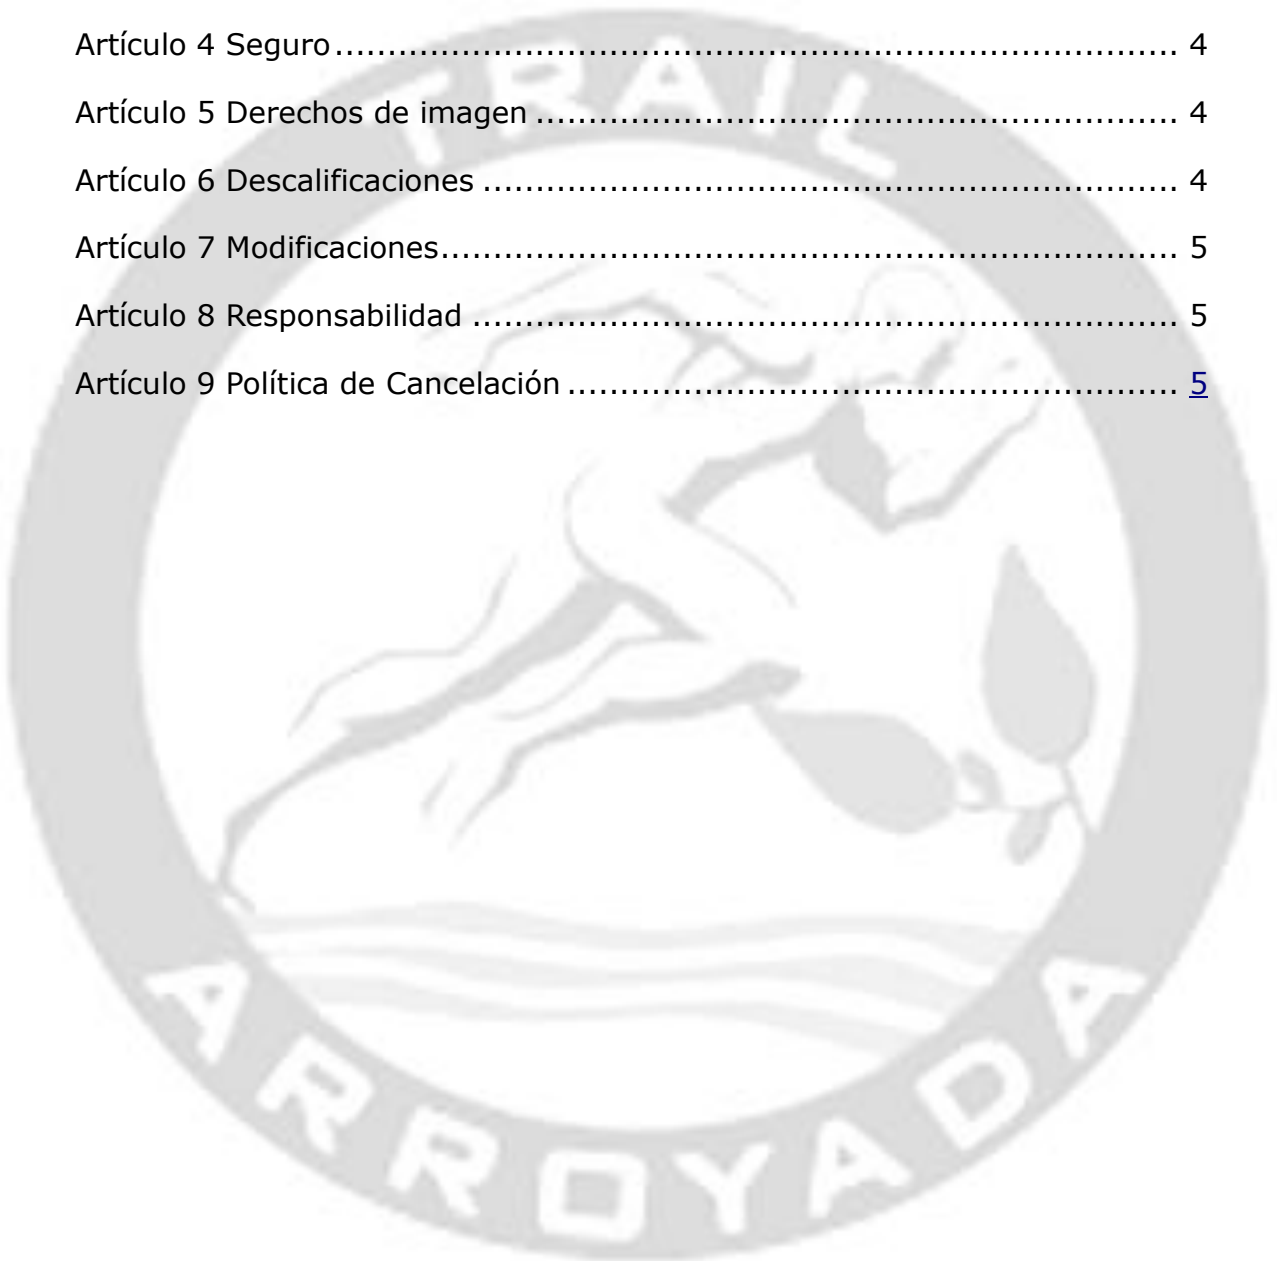 Artículo 4 Seguro ................................................................................ 4
Artículo 5 Derechos de imagen ............................................................. 4
Artículo 6 Descalificaciones .................................................................. 4
Artículo 7 Modificaciones ...................................................................... 5
Artículo 8 Responsabilidad ................................................................... 5
Artículo 9 Política de Cancelación .......................................................... 5
TRAIL
ARROYADA